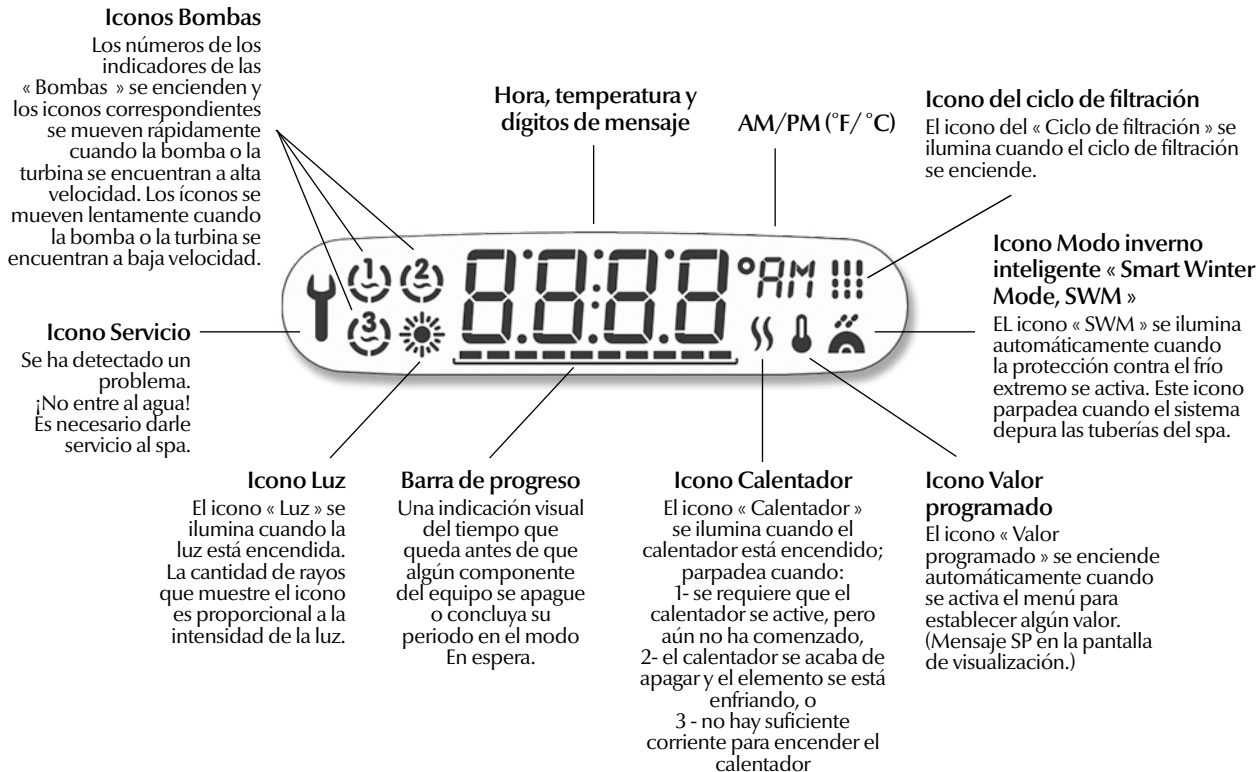 Iconos Bombas
Los números de los
indicadores de las
« Bombas » se encienden y
los iconos correspondientes
se mueven rápidamente
cuando la bomba o la
turbina se encuentran a alta
velocidad. Los íconos se
mueven lentamente cuando
la bomba o la turbina se
encuentran a baja velocidad.
Hora, temperatura y
dígitos de mensaje
AM/PM (°F/ °C)
Icono del ciclo de filtración
El icono del « Ciclo de filtración » se
ilumina cuando el ciclo de filtración
se enciende.
1 2 8:8:8.8 °AM
3
Icono Modo inverno
inteligente « Smart Winter
Mode, SWM »
EL icono « SWM » se ilumina
automáticamente cuando
la protección contra el frío
extremo se activa. Este icono
parpadea cuando el sistema
depura las tuberías del spa.
Icono Servicio
Se ha detectado un
problema.
¡No entre al agua!
Es necesario darle
servicio al spa.
Icono Luz
El icono « Luz » se
ilumina cuando la
luz está encendida.
La cantidad de rayos
que muestre el icono
es proporcional a la
intensidad de la luz.
Barra de progreso
Una indicación visual
del tiempo que
queda antes de que
algún componente
del equipo se apague
o concluya su
periodo en el modo
En espera.
Icono Calentador
El icono « Calentador »
se ilumina cuando el
calentador está encendido;
parpadea cuando:
1- se requiere que el
calentador se active, pero
aún no ha comenzado,
2- el calentador se acaba de
apagar y el elemento se está
enfriando, o
3 - no hay suficiente
corriente para encender el
calentador
Icono Valor
programado
El icono « Valor
programado » se enciende
automáticamente cuando
se activa el menú para
establecer algún valor.
(Mensaje SP en la pantalla
de visualización.)